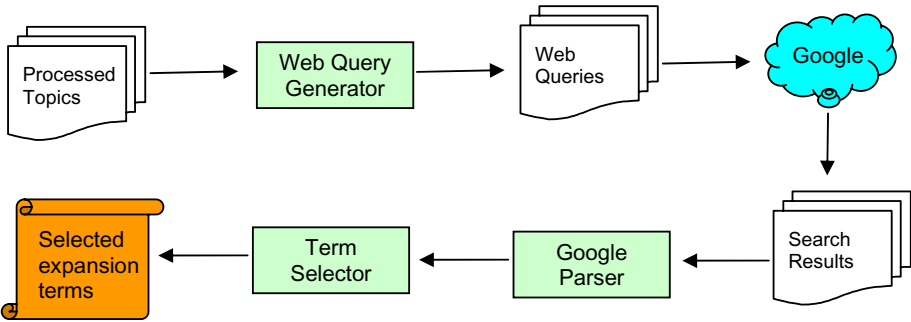 Processed
Topics
Web Query
Generator
Web
Queries
Google
Search
Results
Google
Parser
Term
Selector
Selected
expansion
terms